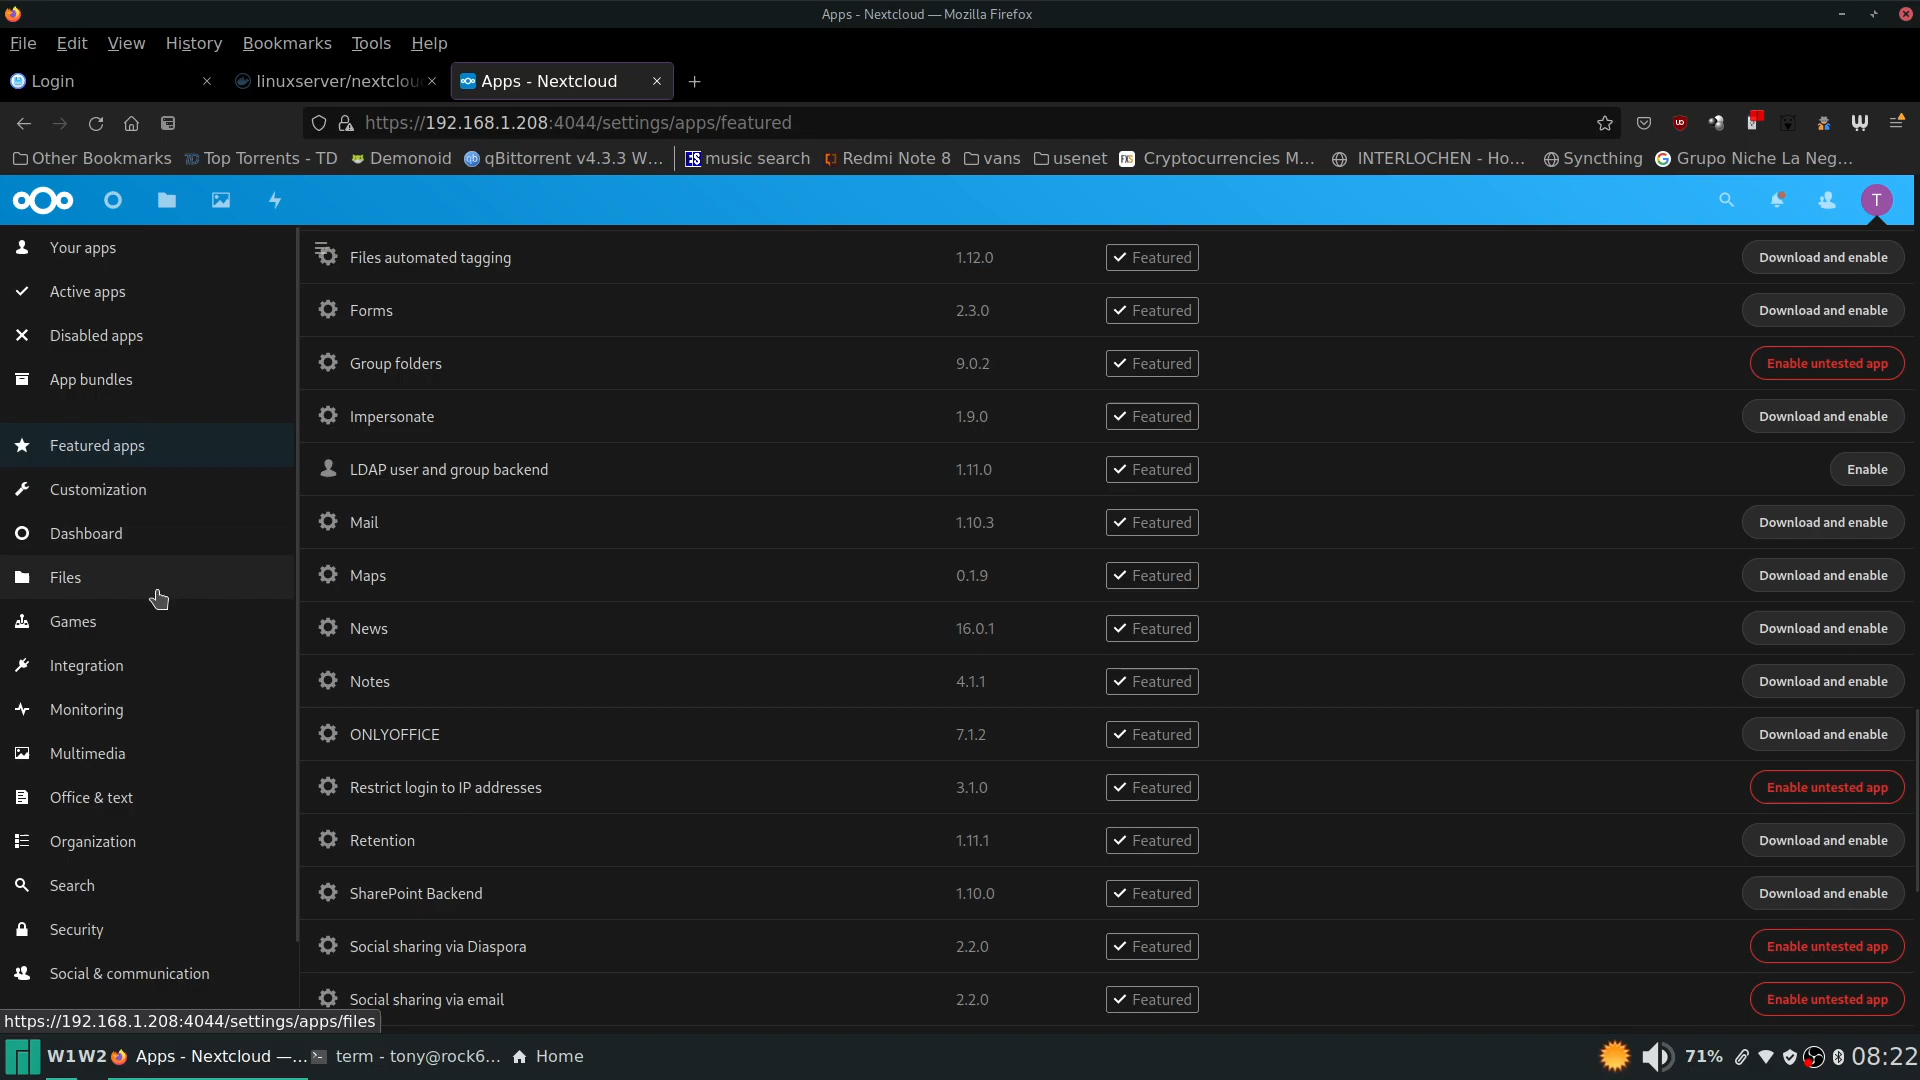 Apps - Nextcloud — Mozilla Firefox
File Edit View History Bookmarks Tools Help
Login linuxserver/nextclou Apps - Nextcloud
https://192.168.1.208:4044/settings/apps/featured
Other Bookmarks TD Top Torrents - TD Demonoid qb qBittorrent v4.3.3 W... ES music search Redmi Note 8 vans usenet FXS Cryptocurrencies M... INTERLOCHEN - Ho... Syncthing G Grupo Niche La Neg...
T
Your apps
Active apps
Disabled apps
App bundles
Featured apps
Customization
Dashboard
Files
Games
Integration
Monitoring
Multimedia
Office & text
Organization
Search
Security
Social & communication
Files automated tagging 1.12.0 Featured Download and enable
Forms 2.3.0 Featured Download and enable
Group folders 9.0.2 Featured Enable untested app
Impersonate 1.9.0 Featured Download and enable
LDAP user and group backend 1.11.0 Featured Enable
Mail 1.10.3 Featured Download and enable
Maps 0.1.9 Featured Download and enable
News 16.0.1 Featured Download and enable
Notes 4.1.1 Featured Download and enable
ONLYOFFICE 7.1.2 Featured Download and enable
Restrict login to IP addresses 3.1.0 Featured Enable untested app
Retention 1.11.1 Featured Download and enable
SharePoint Backend 1.10.0 Featured Download and enable
Social sharing via Diaspora 2.2.0 Featured Enable untested app
Social sharing via email 2.2.0 Featured Enable untested app
https://192.168.1.208:4044/settings/apps/files
W1 W2 Apps - Nextcloud —... term - tony@rock6... Home 71% 08:22